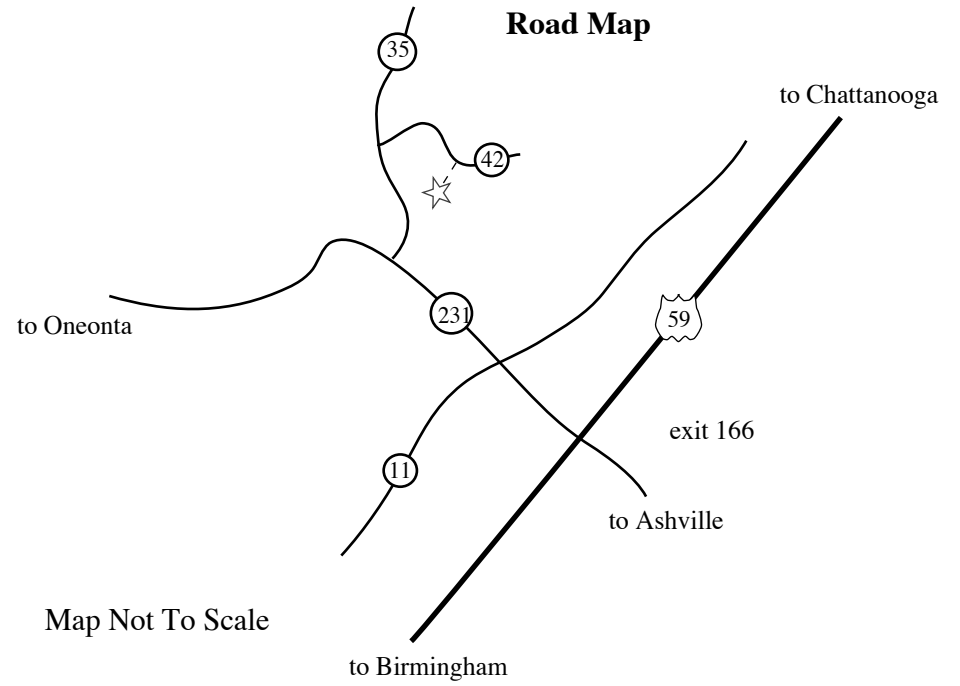 Road Map
35
to Chattanooga
42
231
59
to Oneonta
exit 166
11
to Ashville
Map Not To Scale
to Birmingham